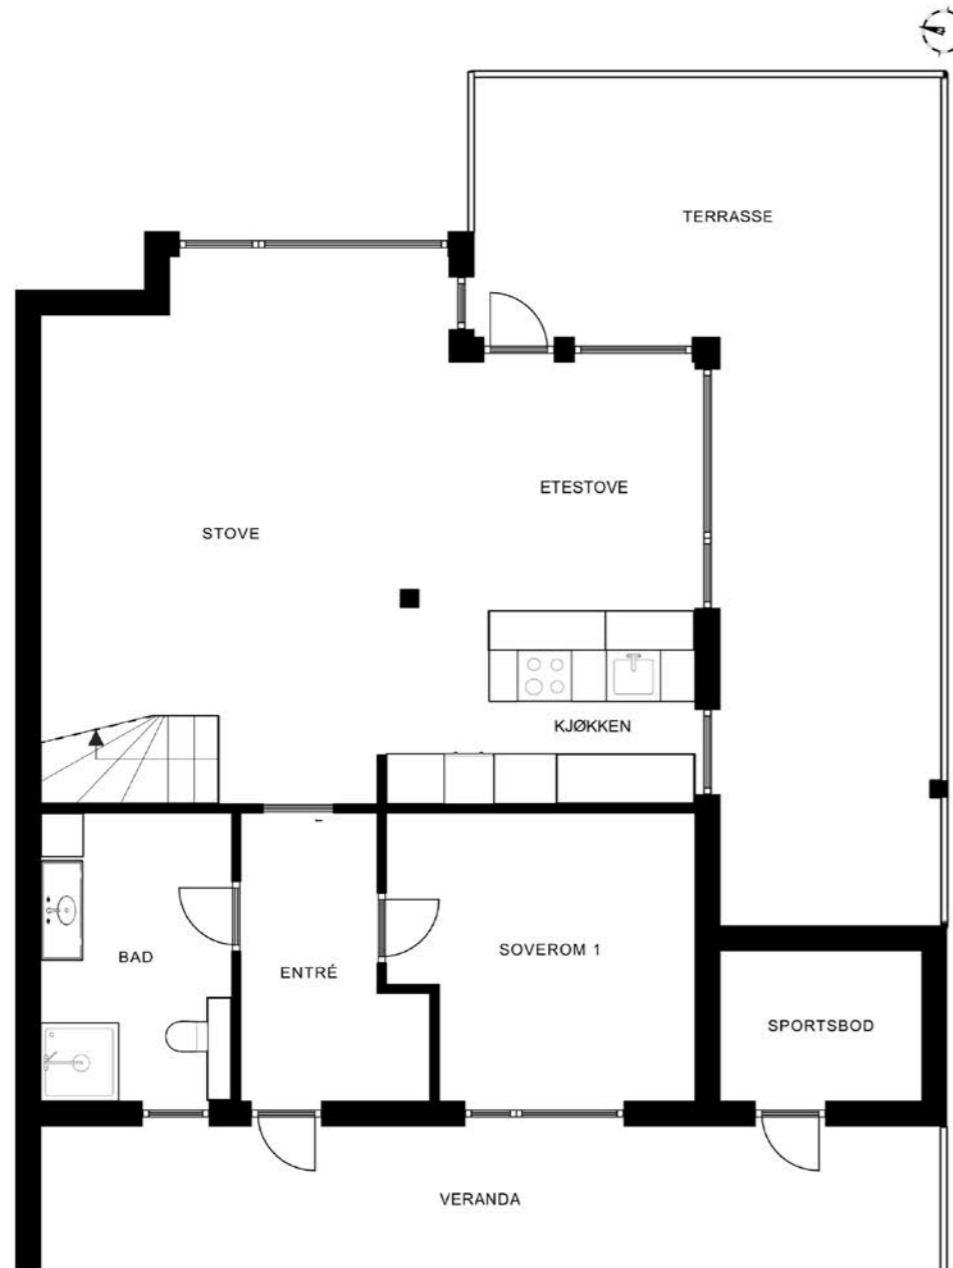 TERRASSE
ETESTOVE
STOVE
KJØKKEN
BAD
ENTRÉ
SOVEROM 1
SPORTSBOD
VERANDA